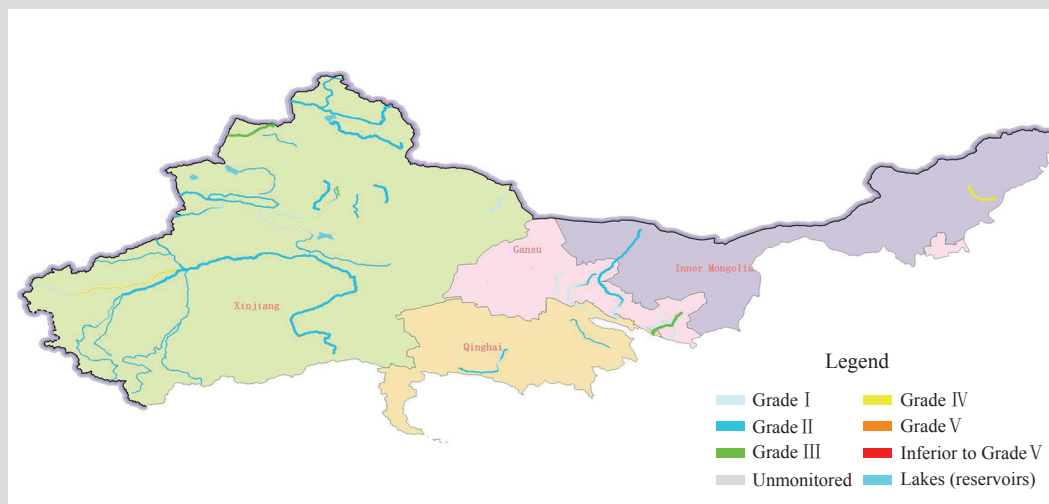 Gansu
Inner Mongolia
Xinjiang
Qinghai
Legend
Grade Ⅰ
Grade Ⅳ
Grade Ⅱ
Grade Ⅴ
Grade Ⅲ
Inferior to Grade Ⅴ
Unmonitored
Lakes (reservoirs)